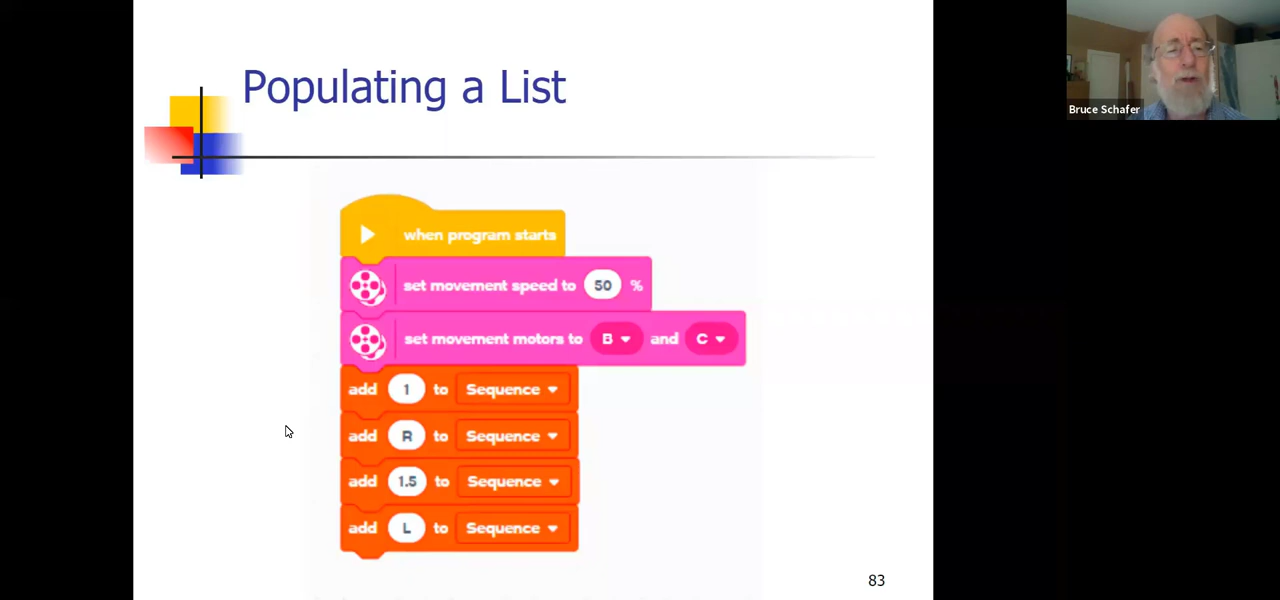 Populating a List
Bruce Schafer
when program starts
set movement speed to 50 %
set movement motors to B and C
add 1 to Sequence
add R to Sequence
add 1.5 to Sequence
add L to Sequence
83